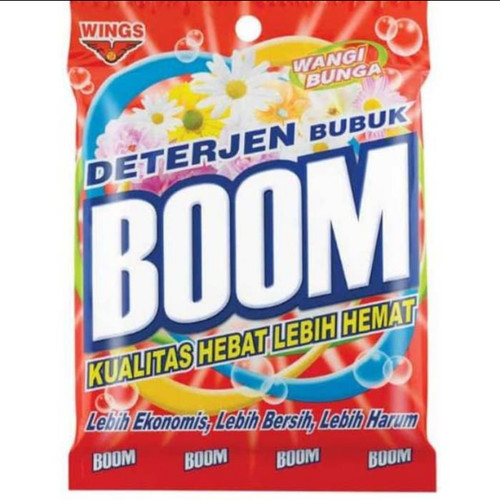 WINGS
WANGI
BUNGA
DETERJEN BUBUK
BOOM
KUALITAS HEBAT LEBIH HEMAT
Lebih Ekonomis, Lebih Bersih, Lebih Harum
BOOM BOOM BOOM BOOM